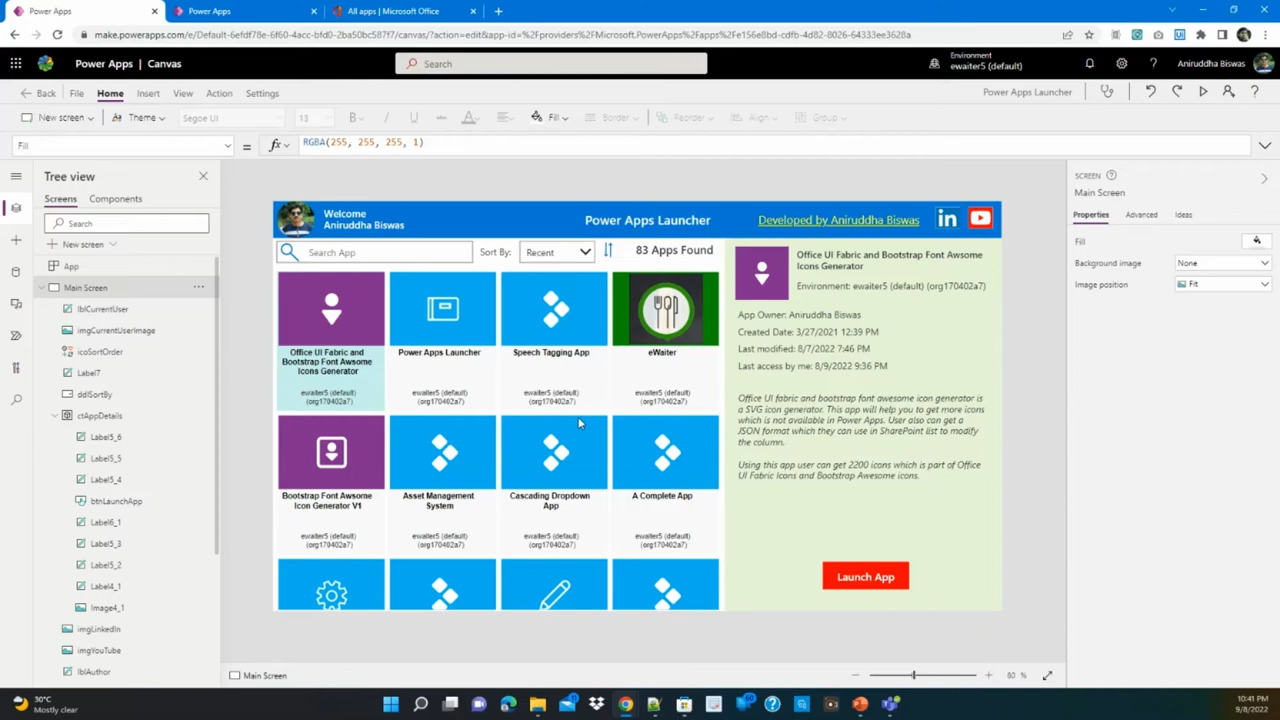 Power Apps
Power Apps
All apps | Microsoft Office
make.powerapps.com/e/Default-6efdf78e-6f60-4acc-bfd0-2ba50bc587f7/canvas/?action=edit&app-id=%2Fproviders%2FMicrosoft.PowerApps%2Fapps%2Fe156e8bd-cdfb-4d82-8026-64333ee3628a
Power Apps | Canvas
Search
Environment
ewaiter5 (default)
Aniruddha Biswas
Back
File
Home
Insert
View
Action
Settings
Power Apps Launcher
New screen
Theme
Segoe UI
13
Fill
Border
Reorder
Align
Group
Fill
=
fx
RGBA(255, 255, 255, 1)
Tree view
Screens
Components
Search
New screen
App
Main Screen
lblCurrentUser
imgCurrentUserImage
icoSortOrder
Label7
ddlSortBy
ctAppDetails
Label5_6
Label5_5
Label5_4
btnLaunchApp
Label6_1
Label5_3
Label5_2
Label4_1
Image4_1
imgLinkedIn
imgYouTube
lblAuthor
Welcome
Aniruddha Biswas
Power Apps Launcher
Developed by Aniruddha Biswas
in
Search App
Sort By:
Recent
83 Apps Found
Office UI Fabric and
Bootstrap Font Awsome
Icons Generator
ewaiter5 (default)
(org170402a7)
Power Apps Launcher
ewaiter5 (default)
(org170402a7)
Speech Tagging App
ewaiter5 (default)
(org170402a7)
eWaiter
ewaiter5 (default)
(org170402a7)
Bootstrap Font Awsome
Icon Generator V1
ewaiter5 (default)
(org170402a7)
Asset Management
System
ewaiter5 (default)
(org170402a7)
Cascading Dropdown
App
ewaiter5 (default)
(org170402a7)
A Complete App
ewaiter5 (default)
(org170402a7)
Office UI Fabric and Bootstrap Font Awsome
Icons Generator
Environment: ewaiter5 (default) (org170402a7)
App Owner: Aniruddha Biswas
Created Date: 3/27/2021 12:39 PM
Last modified: 8/7/2022 7:46 PM
Last access by me: 8/9/2022 9:36 PM
Office UI fabric and bootstrap font awesome icon generator is
a SVG icon generator. This app will help you to get more icons
which is not available in Power Apps. User also can get a
JSON format which they can use in SharePoint list to modify
the column.
Using this app user can get 2200 icons which is part of Office
UI Fabric Icons and Bootstrap Awesome icons.
Launch App
SCREEN
Main Screen
Properties
Advanced
Ideas
Fill
Background image
None
Image position
Fit
Main Screen
80 %
30°C
Mostly clear
10:41 PM
9/8/2022